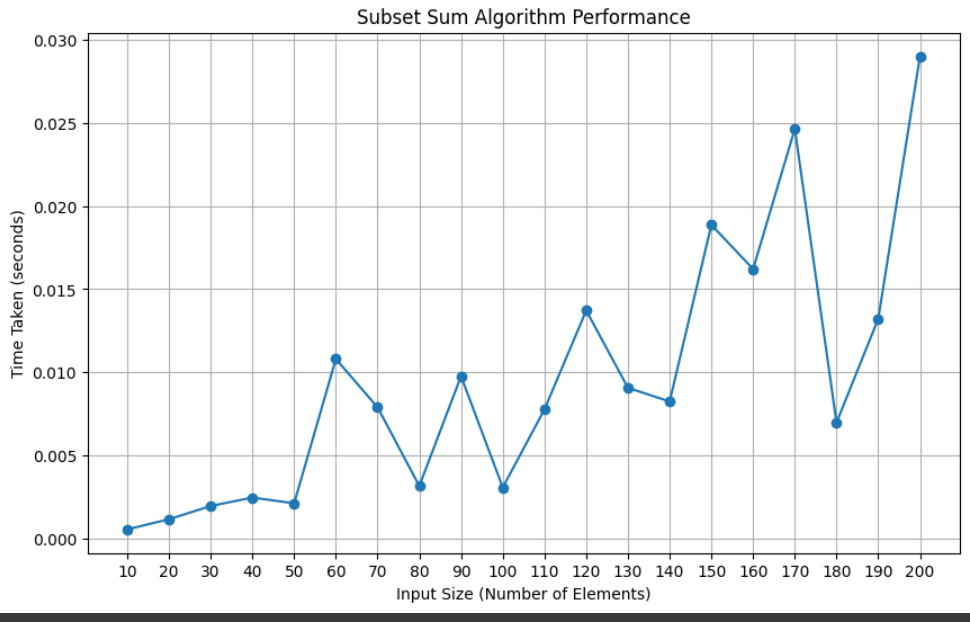 Subset Sum Algorithm Performance
0.030
0.025
0.020
0.015
0.010
0.005
0.000
Time Taken (seconds)
10 20 30 40 50 60 70 80 90 100 110 120 130 140 150 160 170 180 190 200
Input Size (Number of Elements)